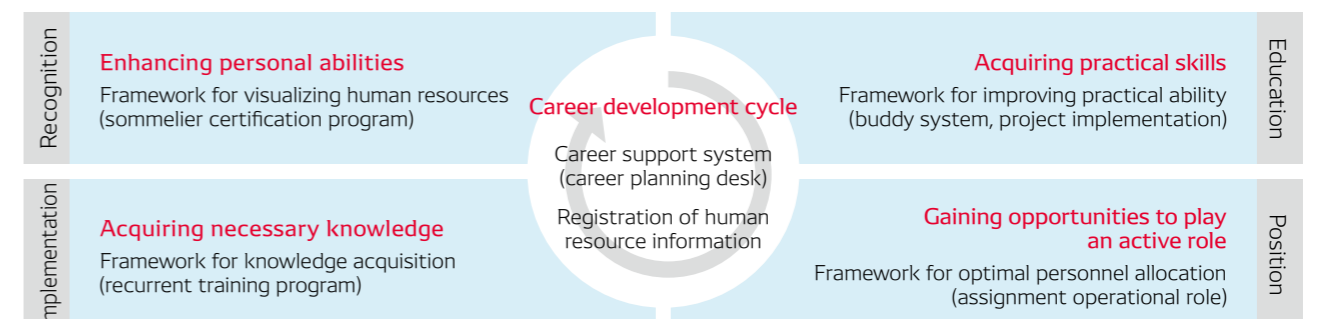 Recognition
Enhancing personal abilities
Framework for visualizing human resources
(sommelier certification program)
Career development cycle
Career support system
(career planning desk)
Registration of human
resource information
Acquiring practical skills
Framework for improving practical ability
(buddy system, project implementation)
Education
mplementation
Acquiring necessary knowledge
Framework for knowledge acquisition
(recurrent training program)
Gaining opportunities to play
an active role
Framework for optimal personnel allocation
(assignment operational role)
Position